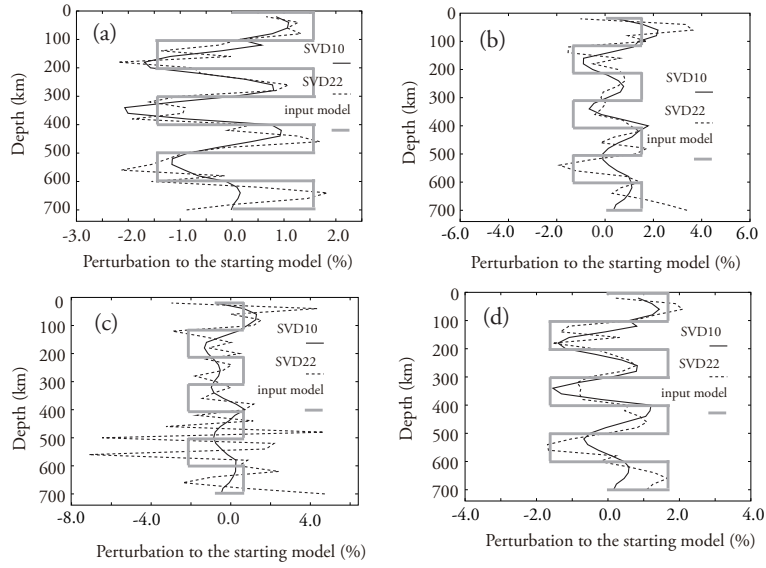 (a)
0
100
200
300
400
500
600
700
Depth (km)
SVD10
SVD22
input model
-3.0 -2.0 -1.0 0.0 1.0 2.0
Perturbation to the starting model (%)
(b)
0
100
200
300
400
500
600
700
Depth (km)
SVD10
SVD22
input model
-6.0 -4.0 -2.0 0.0 2.0 4.0 6.0
Perturbation to the starting model (%)
(c)
0
100
200
300
400
500
600
700
Depth (km)
SVD10
SVD22
input model
-8.0 -4.0 0.0 4.0
Perturbation to the starting model (%)
(d)
0
100
200
300
400
500
600
700
Depth (km)
SVD10
SVD22
input model
-4.0 -2.0 0.0 2.0 4.0
Perturbation to the starting model (%)